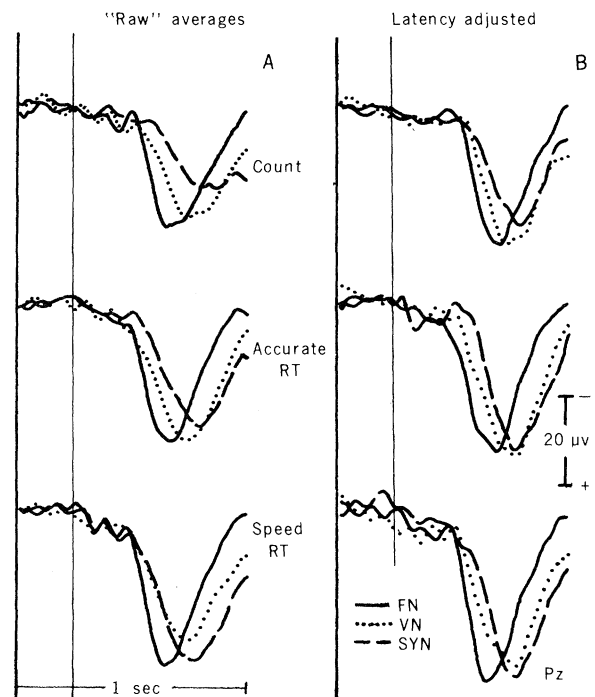 "Raw" averages
Latency adjusted
A
B
Count
Accurate
RT
−
20 μv
+
Speed
RT
FN
VN
SYN
Pz
1 sec